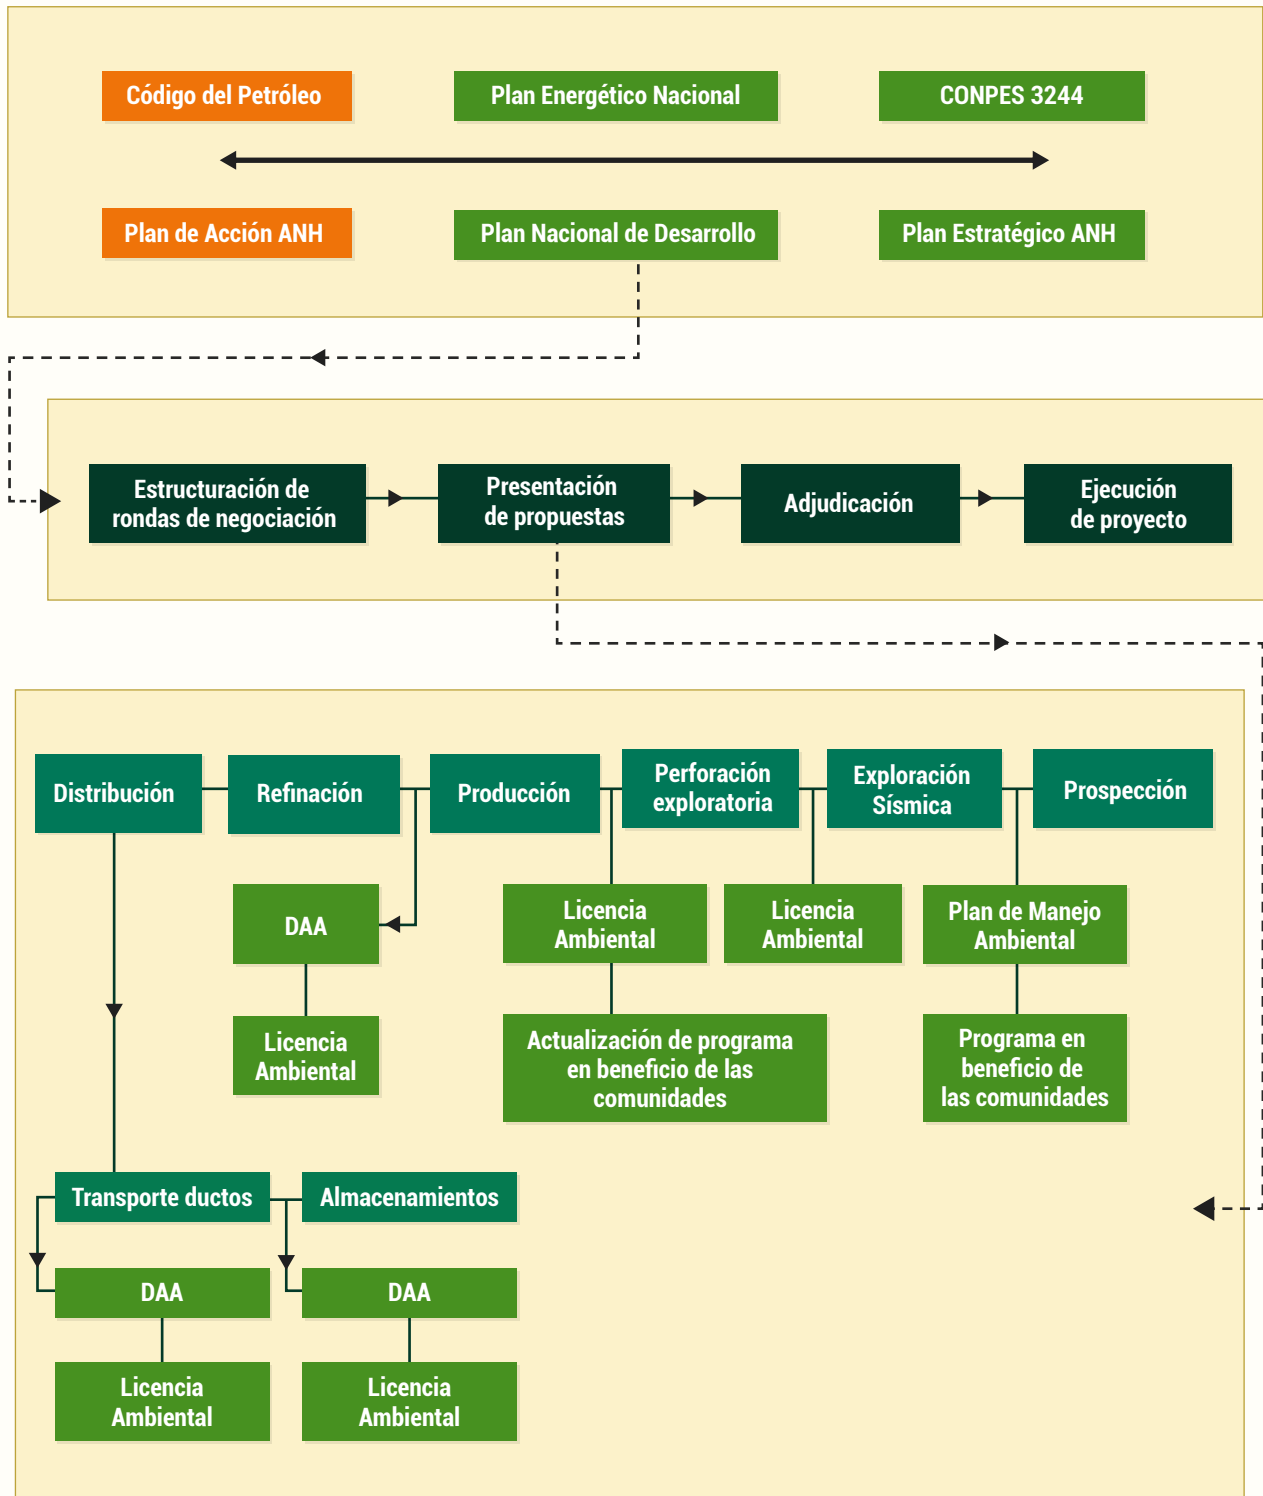 Código del Petróleo
Plan Energético Nacional
CONPES 3244
Plan de Acción ANH
Plan Nacional de Desarrollo
Plan Estratégico ANH
Estructuración de
rondas de negociación
Presentación
de propuestas
Adjudicación
Ejecución
de proyecto
Distribución
Refinación
Producción
Perforación
exploratoria
Exploración
Sísmica
Prospección
DAA
Licencia
Ambiental
Licencia
Ambiental
Plan de Manejo
Ambiental
Licencia
Ambiental
Actualización de programa
en beneficio de las
comunidades
Programa en
beneficio de
las comunidades
Transporte ductos
Almacenamientos
DAA
DAA
Licencia
Ambiental
Licencia
Ambiental